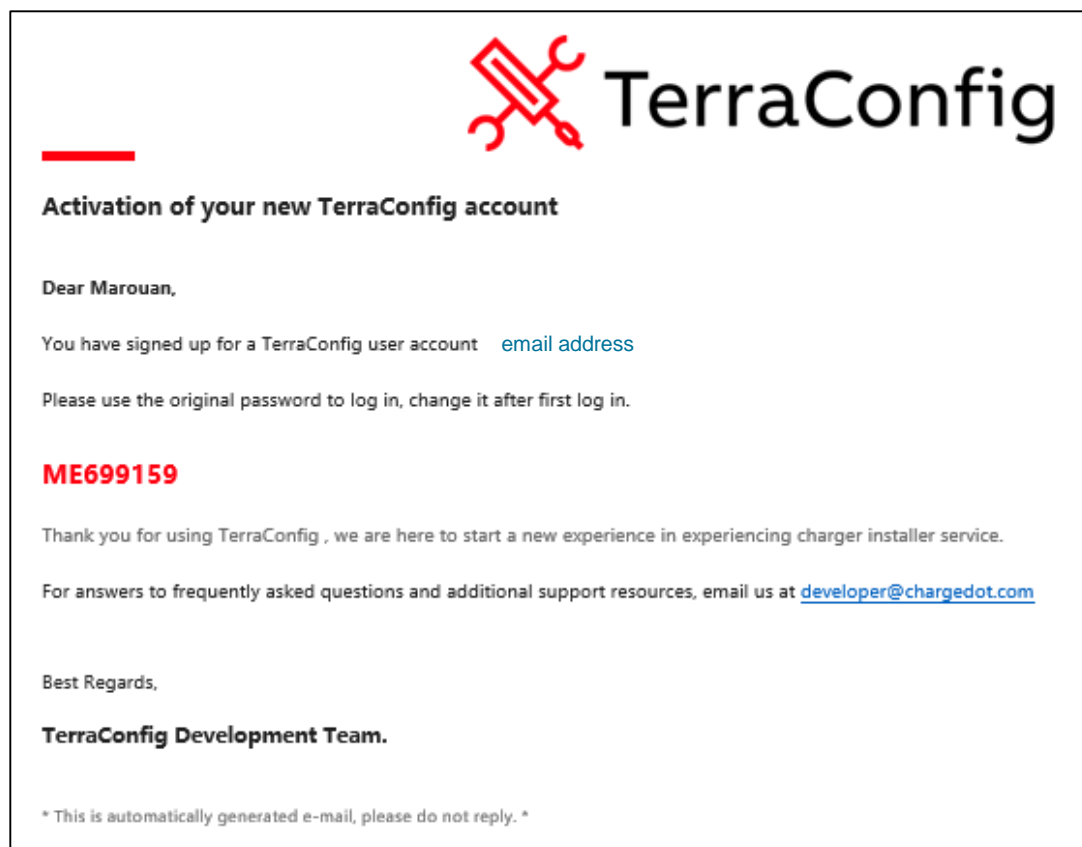 TerraConfig
Activation of your new TerraConfig account
Dear Marouan,
You have signed up for a TerraConfig user account email address
Please use the original password to log in, change it after first log in.
ME699159
Thank you for using TerraConfig , we are here to start a new experience in experiencing charger installer service.
For answers to frequently asked questions and additional support resources, email us at developer@chargedot.com
Best Regards,
TerraConfig Development Team.
* This is automatically generated e-mail, please do not reply. *